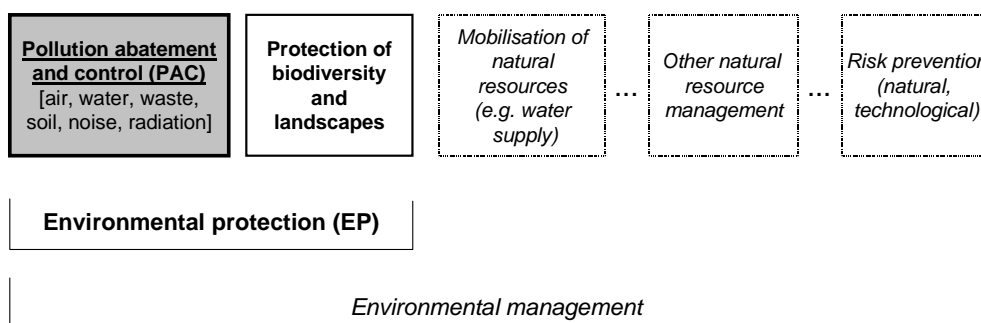 Pollution abatement
and control (PAC)
[air, water, waste,
soil, noise, radiation]
Protection of
biodiversity
and
landscapes
Mobilisation of
natural
resources
(e.g. water
supply)
...
Other natural
resource
management
...
Risk prevention
(natural,
technological)
Environmental protection (EP)
Environmental management